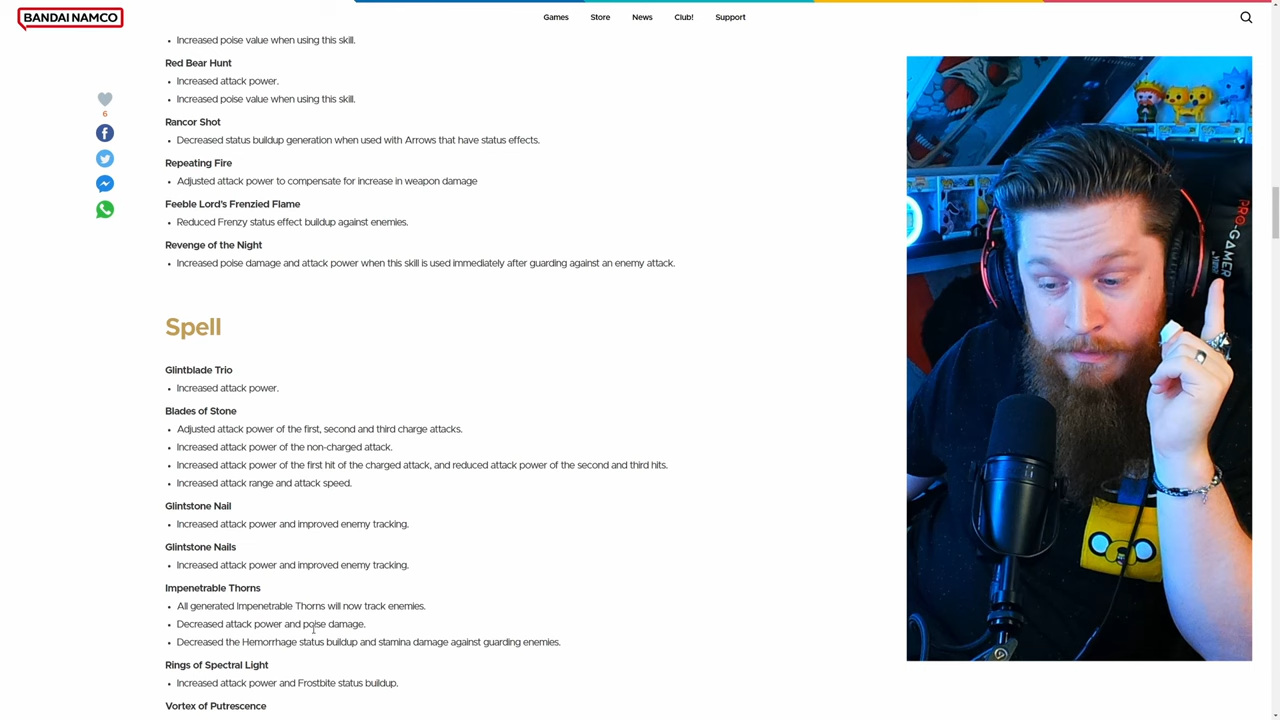 BANDAI NAMCO
Games Store News Club! Support
• Increased poise value when using this skill.
Red Bear Hunt
• Increased attack power.
• Increased poise value when using this skill.
6
Rancor Shot
• Decreased status buildup generation when used with Arrows that have status effects.
Repeating Fire
• Adjusted attack power to compensate for increase in weapon damage
Feeble Lord's Frenzied Flame
• Reduced Frenzy status effect buildup against enemies.
Revenge of the Night
• Increased poise damage and attack power when this skill is used immediately after guarding against an enemy attack.
Spell
Glintblade Trio
• Increased attack power.
Blades of Stone
• Adjusted attack power of the first, second and third charge attacks.
• Increased attack power of the non-charged attack.
• Increased attack power of the first hit of the charged attack, and reduced attack power of the second and third hits.
• Increased attack range and attack speed.
Glintstone Nail
• Increased attack power and improved enemy tracking.
Glintstone Nails
• Increased attack power and improved enemy tracking.
Impenetrable Thorns
• All generated Impenetrable Thorns will now track enemies.
• Decreased attack power and poise damage.
• Decreased the Hemorrhage status buildup and stamina damage against guarding enemies.
Rings of Spectral Light
• Increased attack power and Frostbite status buildup.
Vortex of Putrescence
PRO-GAMER